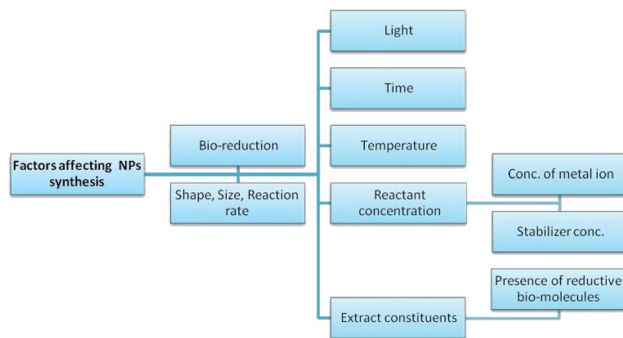 Factors affecting NPs
synthesis
Bio-reduction
Shape, Size, Reaction
rate
Light
Time
Temperature
Reactant
concentration
Conc. of metal ion
Stabilizer conc.
Extract constituents
Presence of reductive
bio-molecules